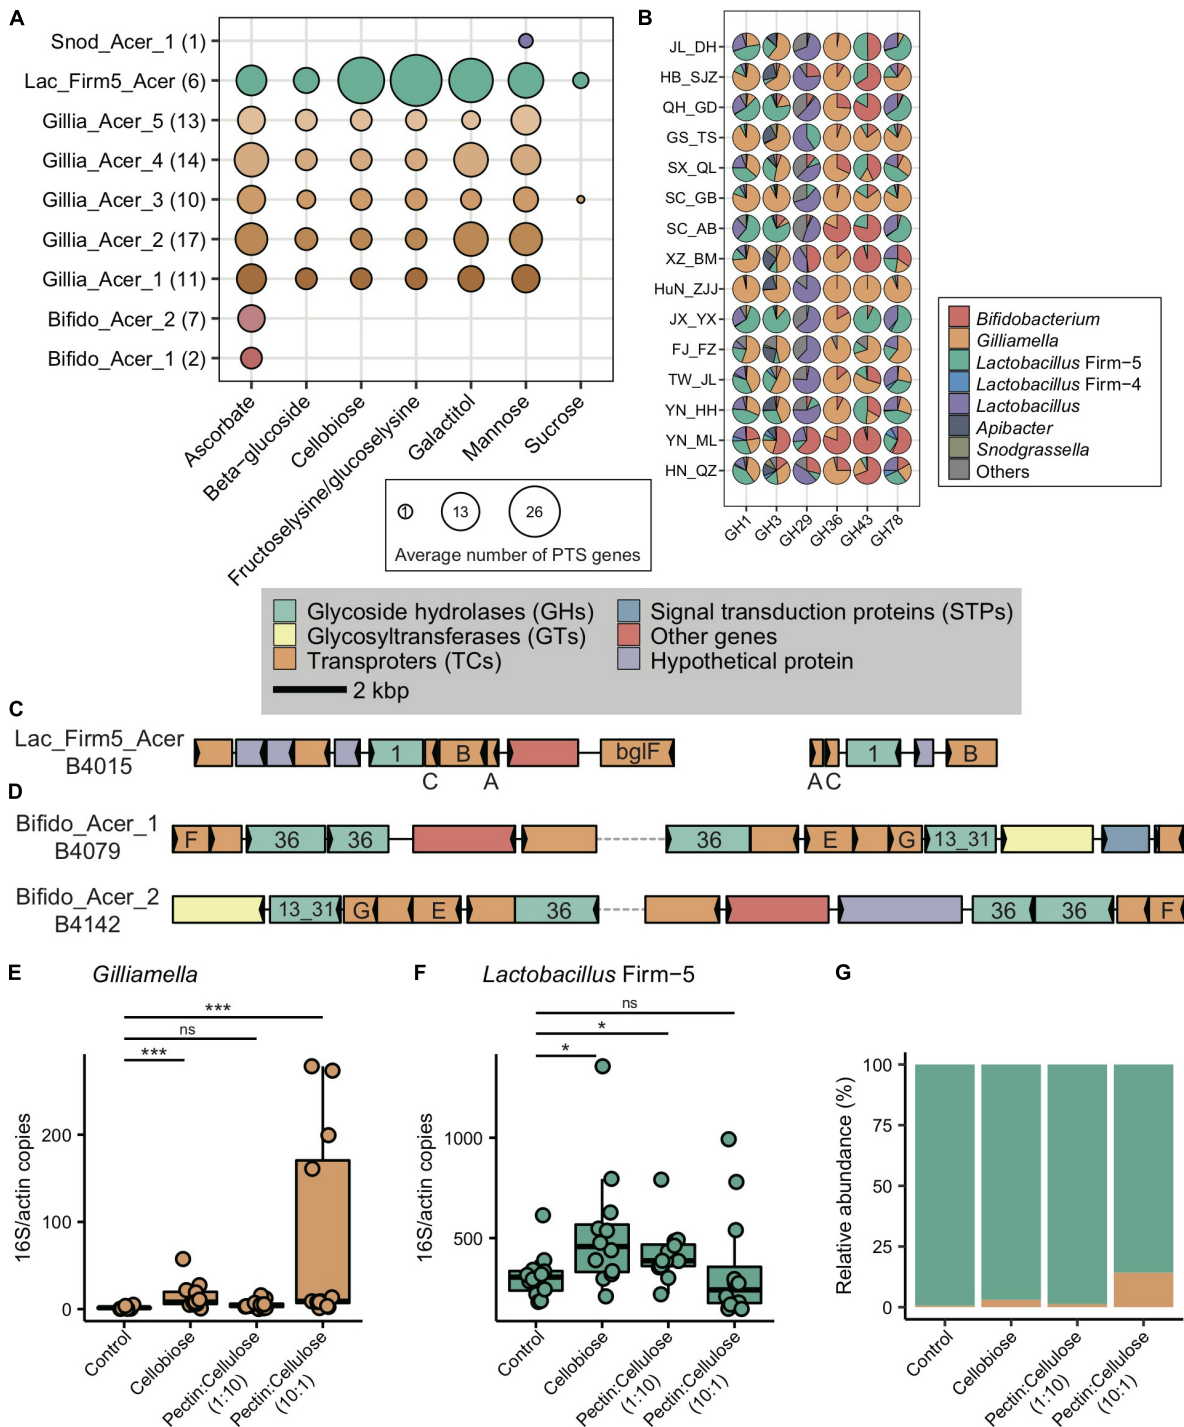 A
Snod_Acer_1 (1)
Lac_Firm5_Acer (6)
Gillia_Acer_5 (13)
Gillia_Acer_4 (14)
Gillia_Acer_3 (10)
Gillia_Acer_2 (17)
Gillia_Acer_1 (11)
Bifido_Acer_2 (7)
Bifido_Acer_1 (2)
Ascorbate
Beta−glucoside
Cellobiose
Fructoselysine/glucoselysine
Galactitol
Mannose
Sucrose
1 13 26
Average number of PTS genes
B
JL_DH
HB_SJZ
QH_GD
GS_TS
SX_QL
SC_GB
SC_AB
XZ_BM
HuN_ZJJ
JX_YX
FJ_FZ
TW_JL
YN_HH
YN_ML
HN_QZ
GH1
GH3
GH29
GH36
GH43
GH78
Bifidobacterium
Gilliamella
Lactobacillus Firm−5
Lactobacillus Firm−4
Lactobacillus
Apibacter
Snodgrassella
Others
Glycoside hydrolases (GHs)
Glycosyltransferases (GTs)
Transproters (TCs)
2 kbp
Signal transduction proteins (STPs)
Other genes
Hypothetical protein
C
Lac_Firm5_Acer
B4015
1 B bglF 1 B
C A A C
D
Bifido_Acer_1
B4079
F 36 36 36 E G 13_31
Bifido_Acer_2
B4142
13_31 G E 36 36 36 F
E
Gilliamella
***
ns
***
16S/actin copies
200
100
0
Control
Cellobiose
Pectin:Cellulose
(1:10)
Pectin:Cellulose
(10:1)
F
Lactobacillus Firm−5
ns
*
*
16S/actin copies
1000
500
Control
Cellobiose
Pectin:Cellulose
(1:10)
Pectin:Cellulose
(10:1)
G
Relative abundance (%)
100
75
50
25
0
Control
Cellobiose
Pectin:Cellulose
(1:10)
Pectin:Cellulose
(10:1)